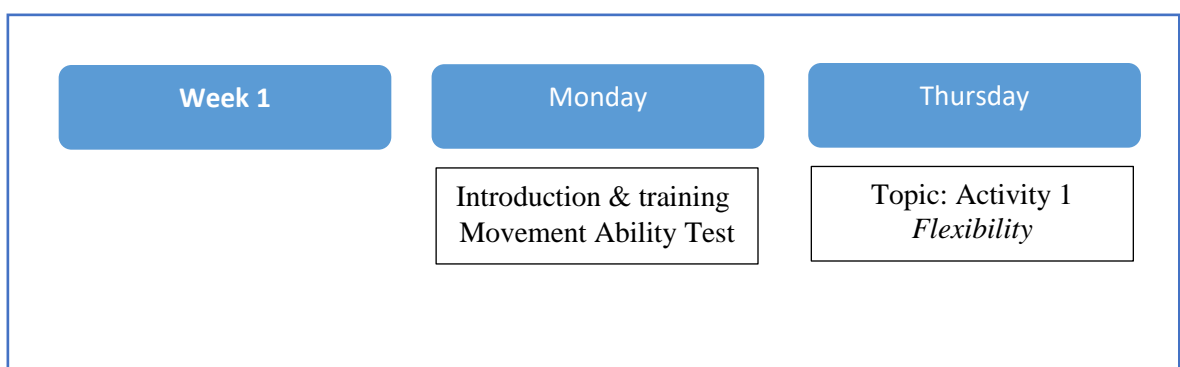 Week 1
Monday
Thursday
Introduction & training
Movement Ability Test
Topic: Activity 1
Flexibility